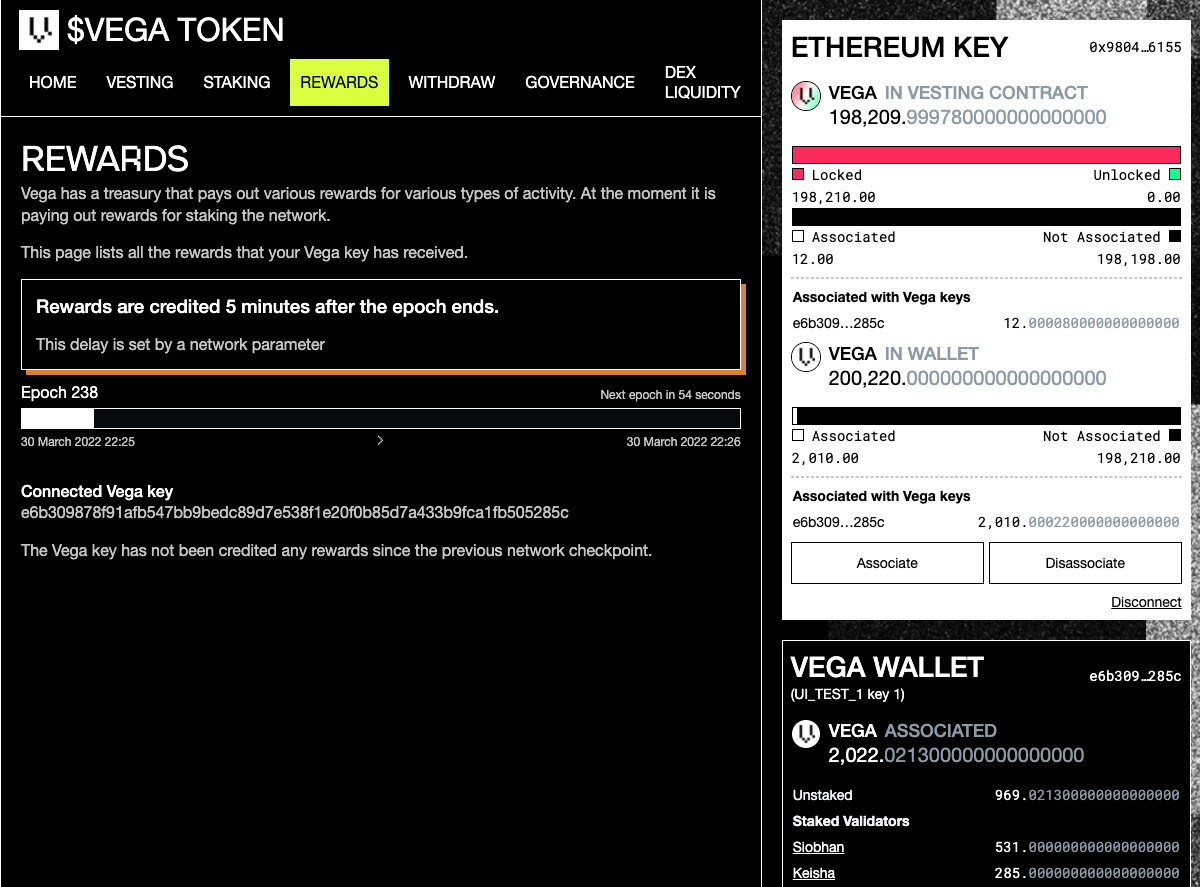 $VEGA TOKEN
HOME VESTING STAKING REWARDS WITHDRAW GOVERNANCE DEX LIQUIDITY
REWARDS
Vega has a treasury that pays out various rewards for various types of activity. At the moment it is
paying out rewards for staking the network.
This page lists all the rewards that your Vega key has received.
Rewards are credited 5 minutes after the epoch ends.
This delay is set by a network parameter
Epoch 238 Next epoch in 54 seconds
30 March 2022 22:25 > 30 March 2022 22:26
Connected Vega key
e6b309878f91afb547bb9bedc89d7e538f1e20f0b85d7a433b9fca1fb505285c
The Vega key has not been credited any rewards since the previous network checkpoint.
ETHEREUM KEY 0x9804…6155
VEGA IN VESTING CONTRACT
198,209.999780000000000000
Locked Unlocked
198,210.00 0.00
Associated Not Associated
12.00 198,198.00
Associated with Vega keys
e6b309…285c 12.000080000000000000
VEGA IN WALLET
200,220.000000000000000000
Associated Not Associated
2,010.00 198,210.00
Associated with Vega keys
e6b309…285c 2,010.000220000000000000
Associate Disassociate
Disconnect
VEGA WALLET e6b309…285c
(UI_TEST_1 key 1)
VEGA ASSOCIATED
2,022.021300000000000000
Unstaked 969.021300000000000000
Staked Validators
Siobhan 531.000000000000000000
Keisha 285.000000000000000000